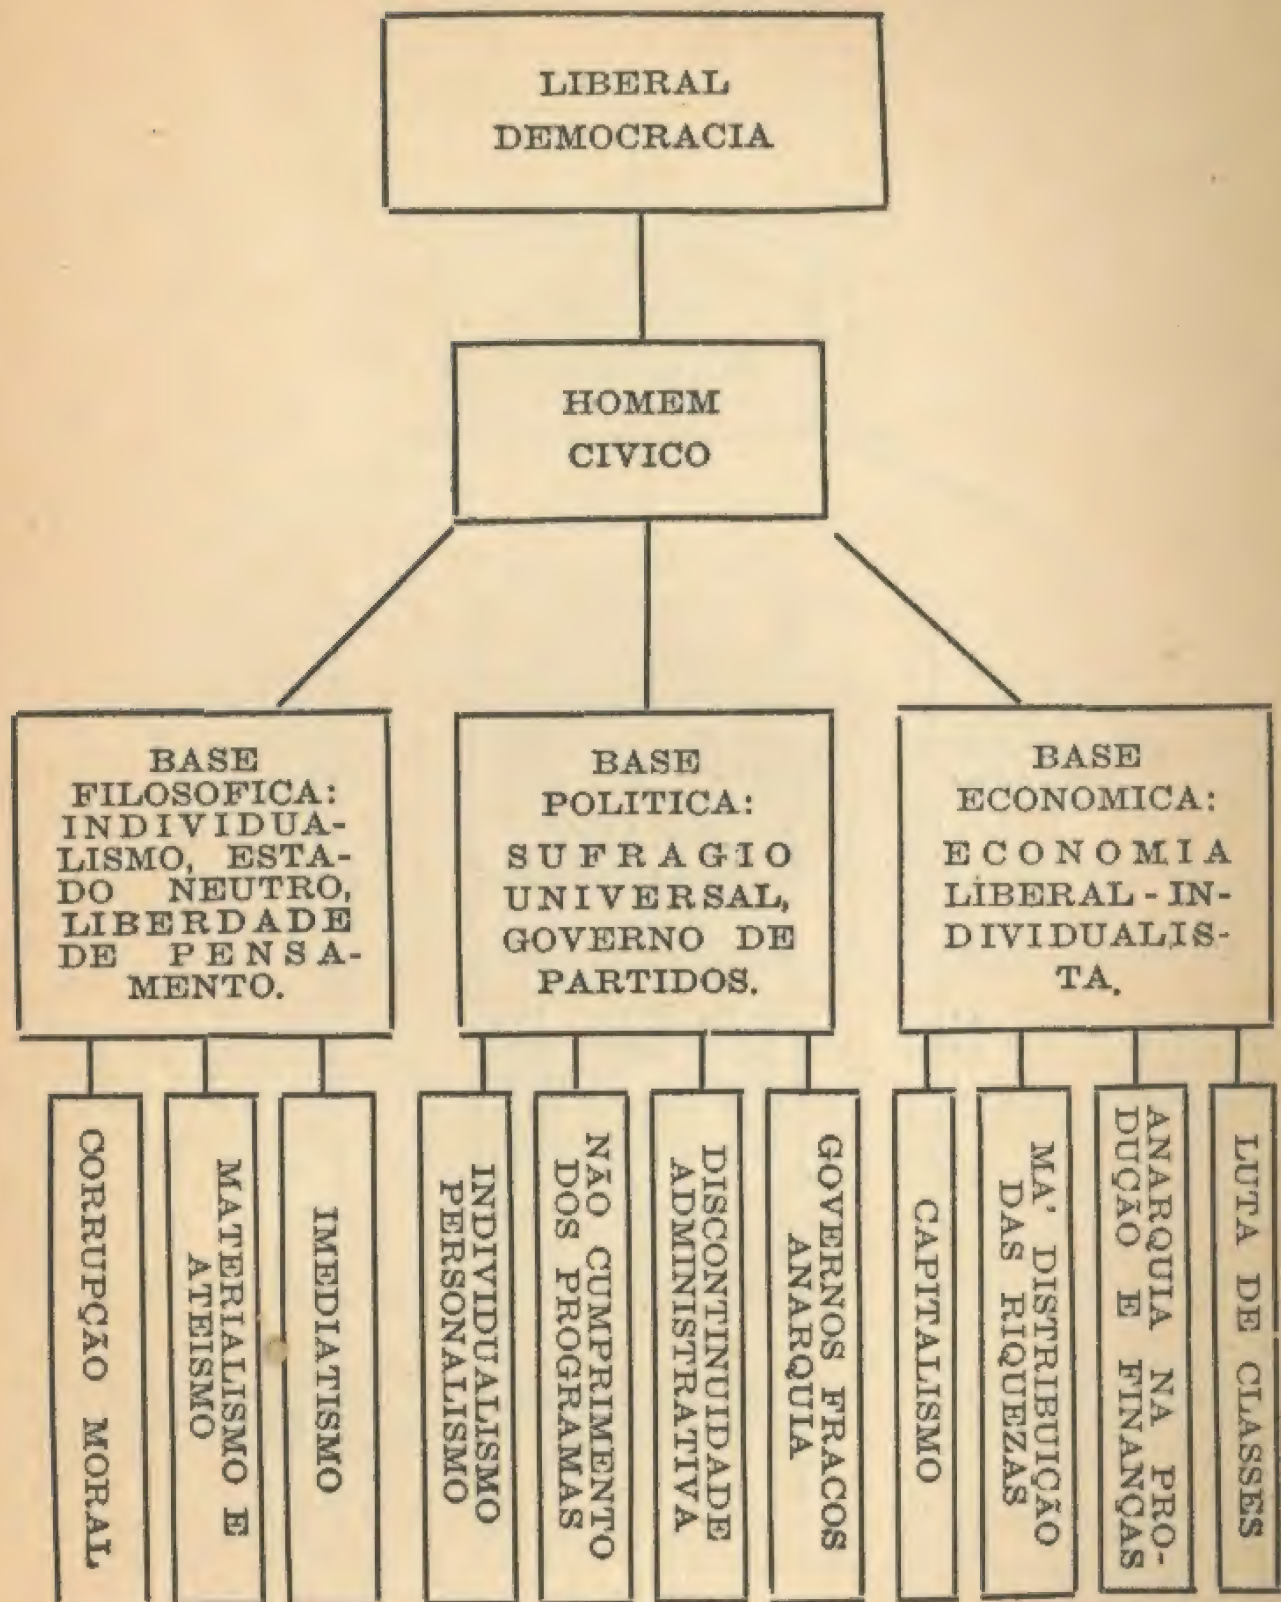 LIBERAL
DEMOCRACIA
HOMEM
CIVICO
BASE
FILOSOFICA:
INDIVIDUA-
LISMO, ESTA-
DO NEUTRO,
LIBERDADE
DE PENSA-
MENTO.
BASE
POLITICA:
SUFRAGIO
UNIVERSAL,
GOVERNO DE
PARTIDOS.
BASE
ECONOMICA:
ECONOMIA
LIBERAL-IN-
DIVIDUALIS-
TA.
CORRUPÇÃO MORAL
MATERIALISMO E
ATEISMO
IMEDIATISMO
INDIVIDUALISMO
PERSONALISMO
NÃO CUMPRIMENTO
DOS PROGRAMAS
DISCONTINUIDADE
ADMINISTRATIVA
GOVERNOS FRACOS
ANARQUIA
CAPITALISMO
MA' DISTRIBUIÇÃO
DAS RIQUEZAS
ANARQUIA NA PRO-
DUÇÃO E FINANÇAS
LUTA DE CLASSES